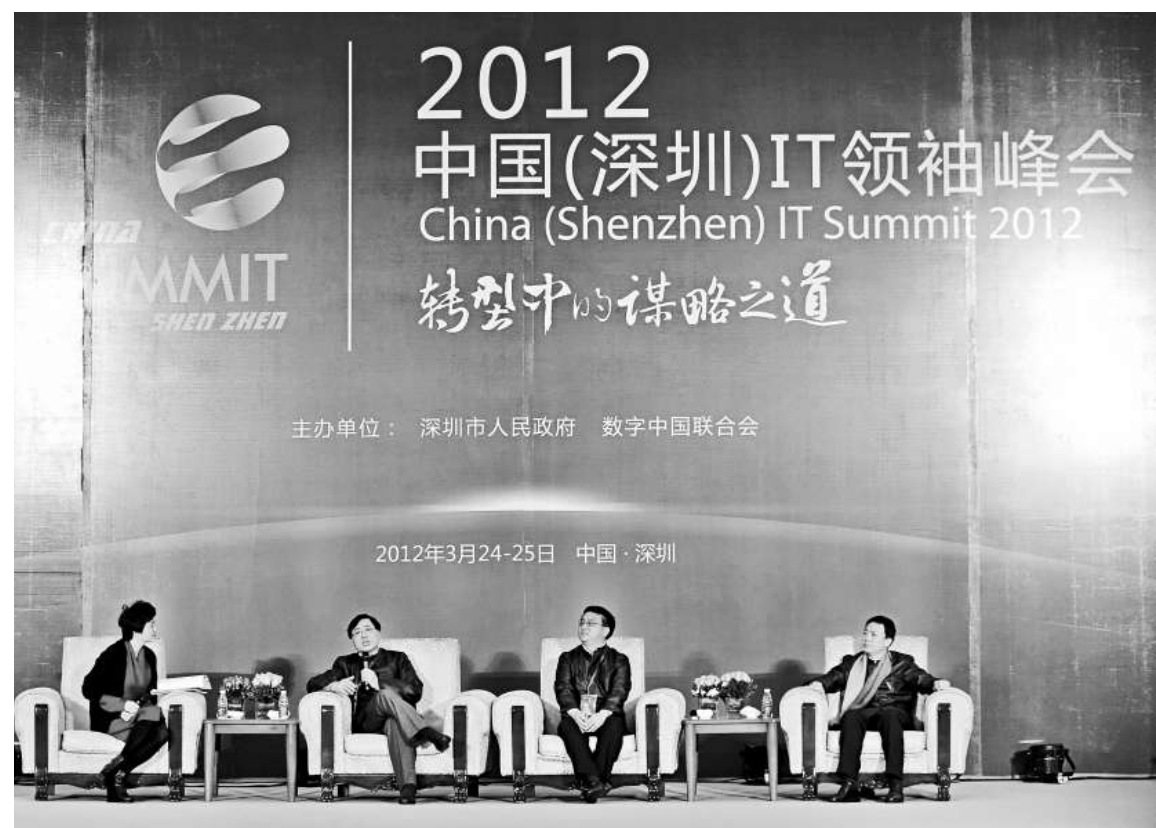 CHINA
SUMMIT
SHEN ZHEN
2012
中国(深圳)IT领袖峰会
China (Shenzhen) IT Summit 2012
转型中的谋略之道
主办单位： 深圳市人民政府 数字中国联合会
2012年3月24-25日 中国·深圳